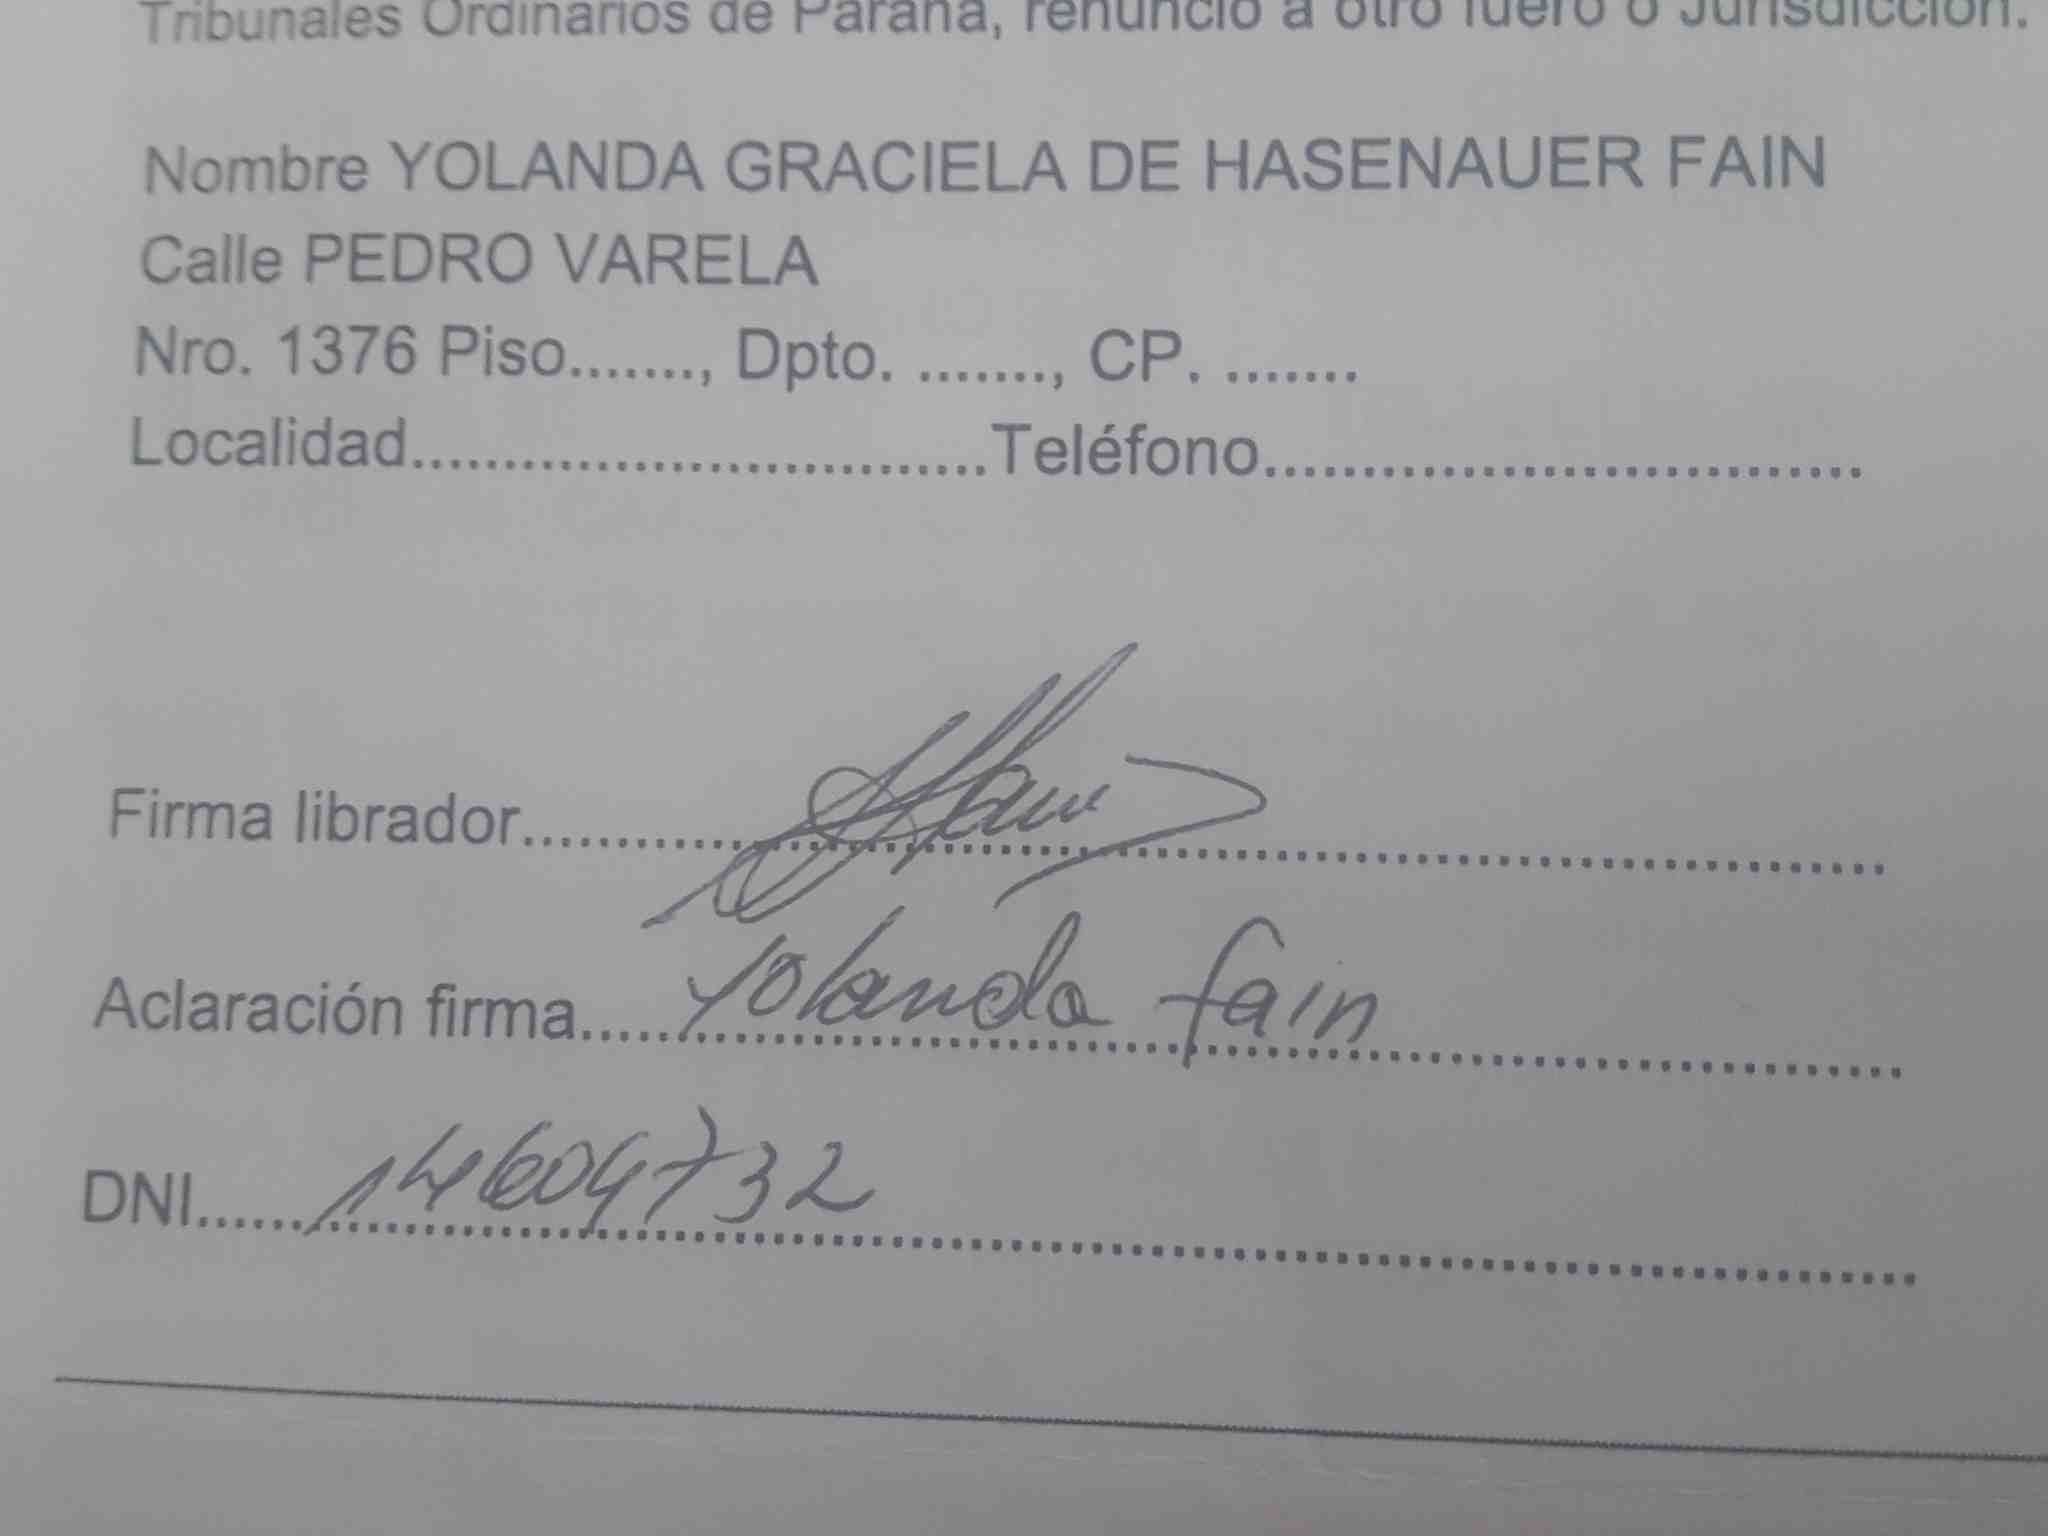 Tribunales Ordinarios de Paraná, renuncio a otro fuero o Jurisdicción.
Nombre YOLANDA GRACIELA DE HASENAUER FAIN
Calle PEDRO VARELA
Nro. 1376 Piso......., Dpto. ......., CP. .......
Localidad..............................Teléfono...............................
Firma librador..............................
Aclaración firma.....Yolanda fain
DNI......14604732